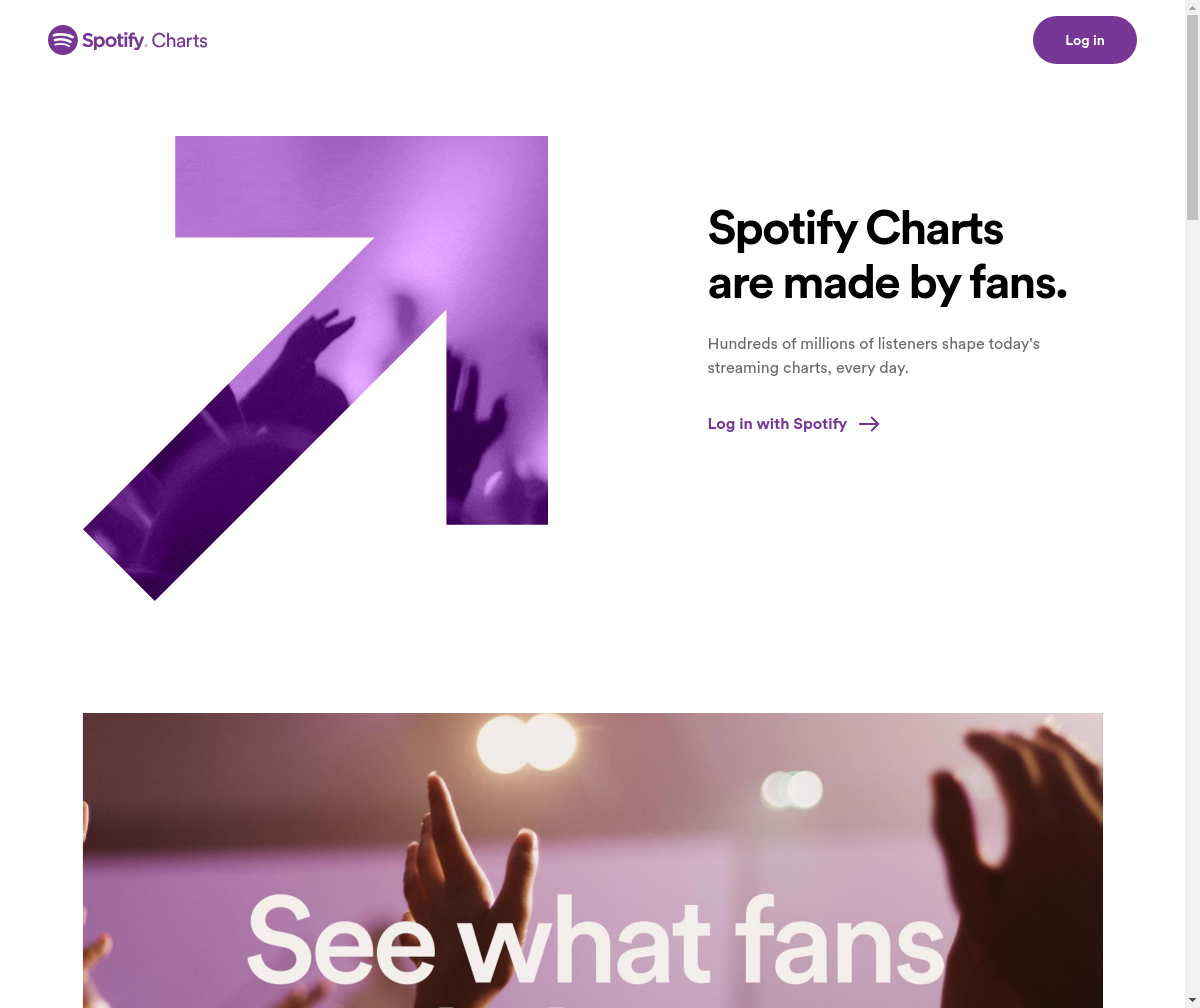 Spotify Charts
Log in
Spotify Charts
are made by fans.
Hundreds of millions of listeners shape today's
streaming charts, every day.
Log in with Spotify
See what fans